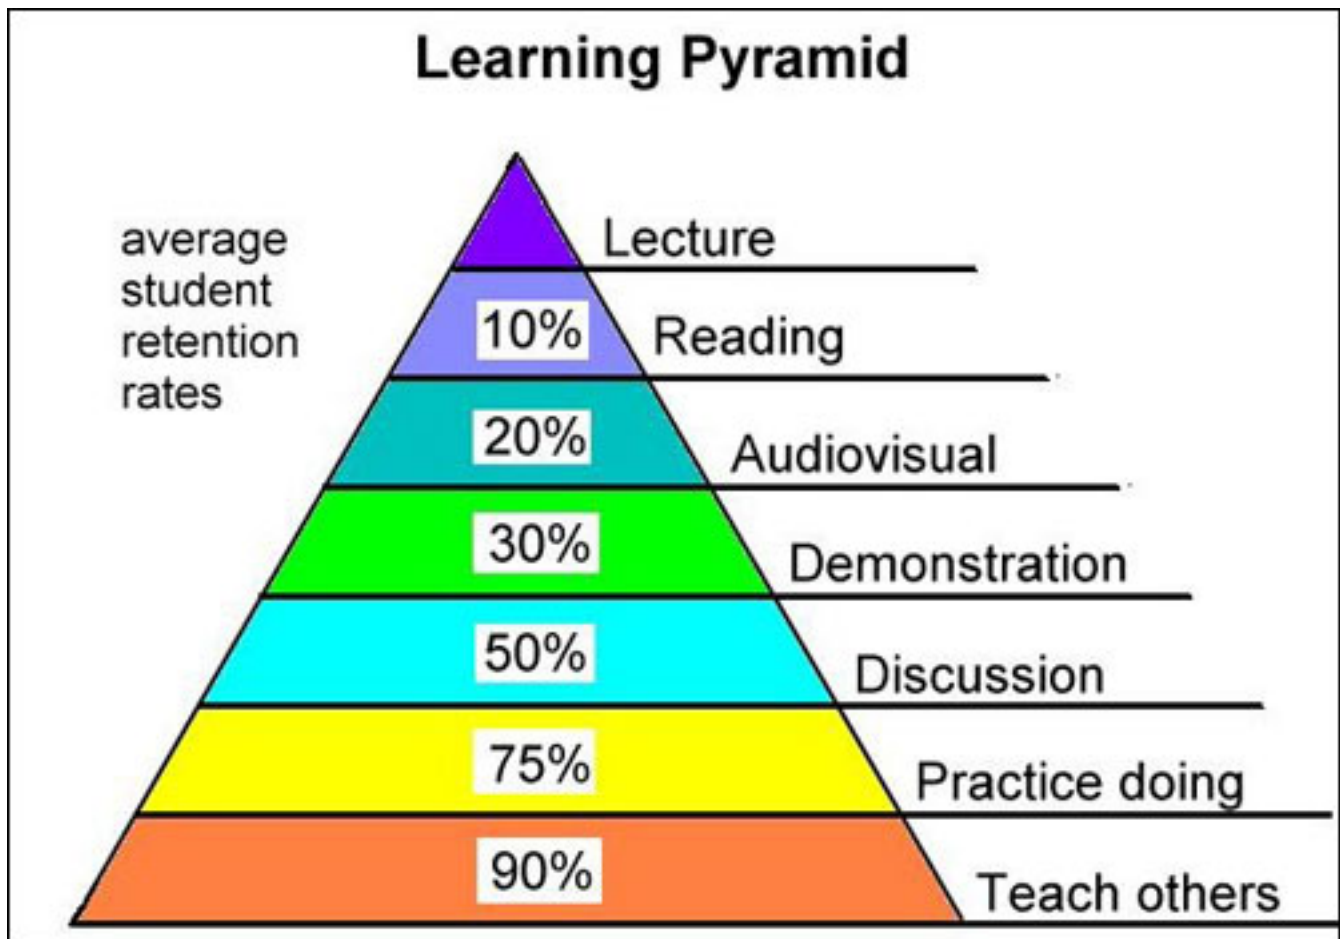 Learning Pyramid
average
student
retention
rates
Lecture
10% Reading
20% Audiovisual
30% Demonstration
50% Discussion
75% Practice doing
90% Teach others